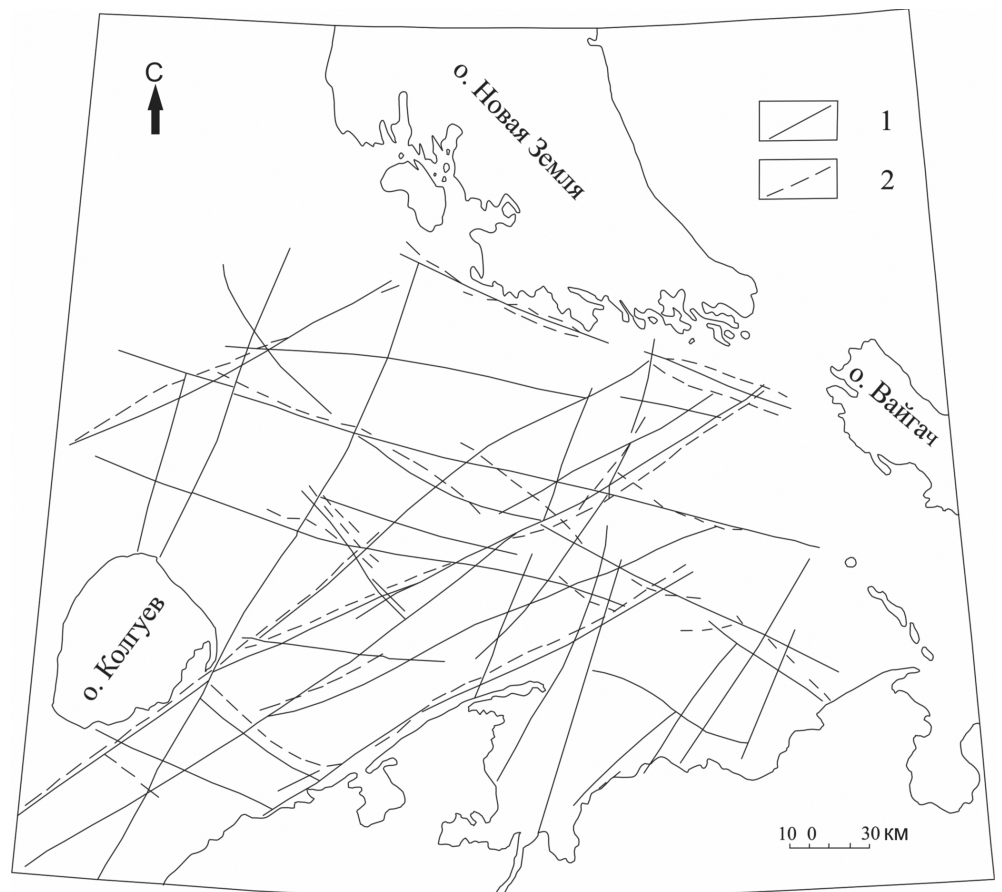 С
о. Новая Земля
1
2
о. Вайгач
о. Колгуев
10 0 30 км